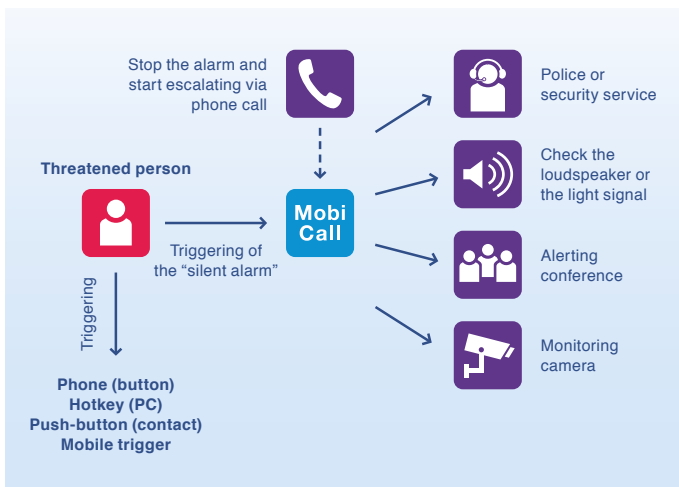 Stop the alarm and
start escalating via
phone call
Police or
security service
Threatened person
Check the
loudspeaker or
the light signal
Mobi
Call
Triggering of
the “silent alarm”
Alerting
conference
Triggering
Monitoring
camera
Phone (button)
Hotkey (PC)
Push-button (contact)
Mobile trigger